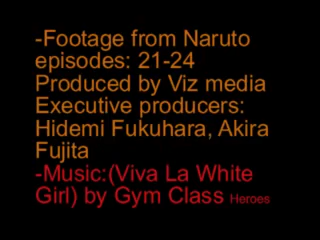 -Footage from Naruto
episodes: 21-24
Produced by Viz media
Executive producers:
Hidemi Fukuhara, Akira
Fujita
-Music:(Viva La White
Girl) by Gym Class Heroes